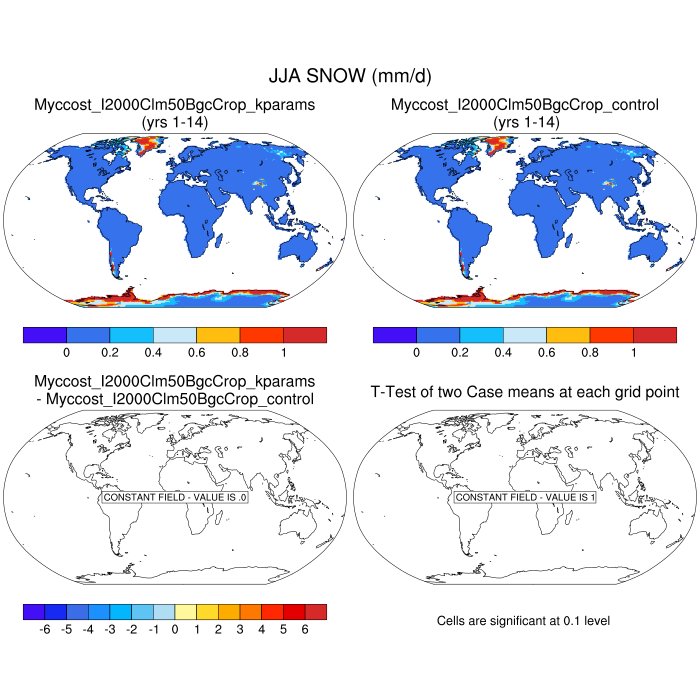 JJA SNOW (mm/d)
Myccost_I2000Clm50BgcCrop_kparams
(yrs 1-14)
Myccost_I2000Clm50BgcCrop_control
(yrs 1-14)
0 0.2 0.4 0.6 0.8 1
0 0.2 0.4 0.6 0.8 1
Myccost_I2000Clm50BgcCrop_kparams
- Myccost_I2000Clm50BgcCrop_control
T-Test of two Case means at each grid point
CONSTANT FIELD - VALUE IS .0
CONSTANT FIELD - VALUE IS 1
-6 -5 -4 -3 -2 -1 0 1 2 3 4 5 6
Cells are significant at 0.1 level